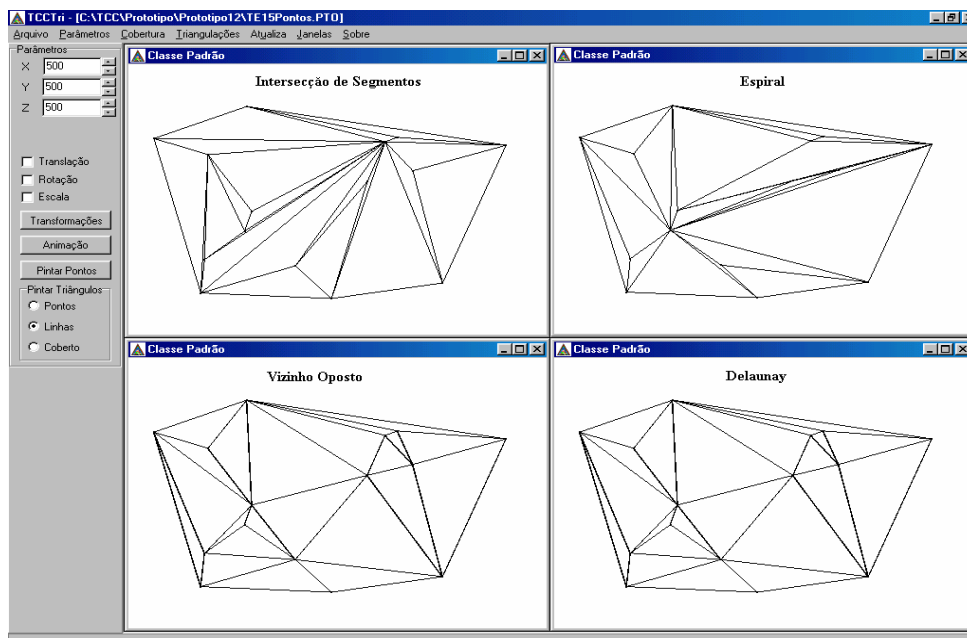 TCCTri - [C:\TCC\Prototipo\Prototipo12\TE15Pontos.PTO]
Arquivo Parâmetros Cobertura Triangulações Atualiza Janelas Sobre
Parâmetros
X 500
Y 500
Z 500
Translação
Rotação
Escala
Transformações
Animação
Pintar Pontos
Pintar Triângulos
Pontos
Linhas
Coberto
Classe Padrão
Intersecção de Segmentos
Classe Padrão
Espiral
Classe Padrão
Vizinho Oposto
Classe Padrão
Delaunay